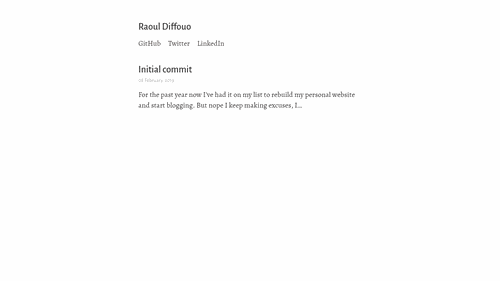 Raoul Diffouo
GitHub Twitter LinkedIn
Initial commit
For the past year now I've had it on my list to rebuild my personal website
and start blogging. But nope I keep making excuses, I...